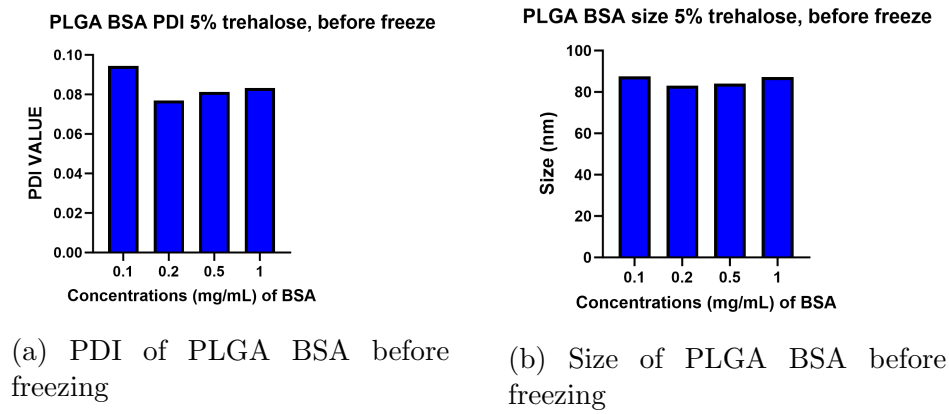 PLGA BSA PDI 5% trehalose, before freeze
0.10
0.08
0.06
0.04
0.02
0.00
PDI VALUE
0.1 0.2 0.5 1
Concentrations (mg/mL) of BSA
(a) PDI of PLGA BSA before
freezing
PLGA BSA size 5% trehalose, before freeze
100
80
60
40
20
0
Size (nm)
0.1 0.2 0.5 1
Concentrations (mg/mL) of BSA
(b) Size of PLGA BSA before
freezing